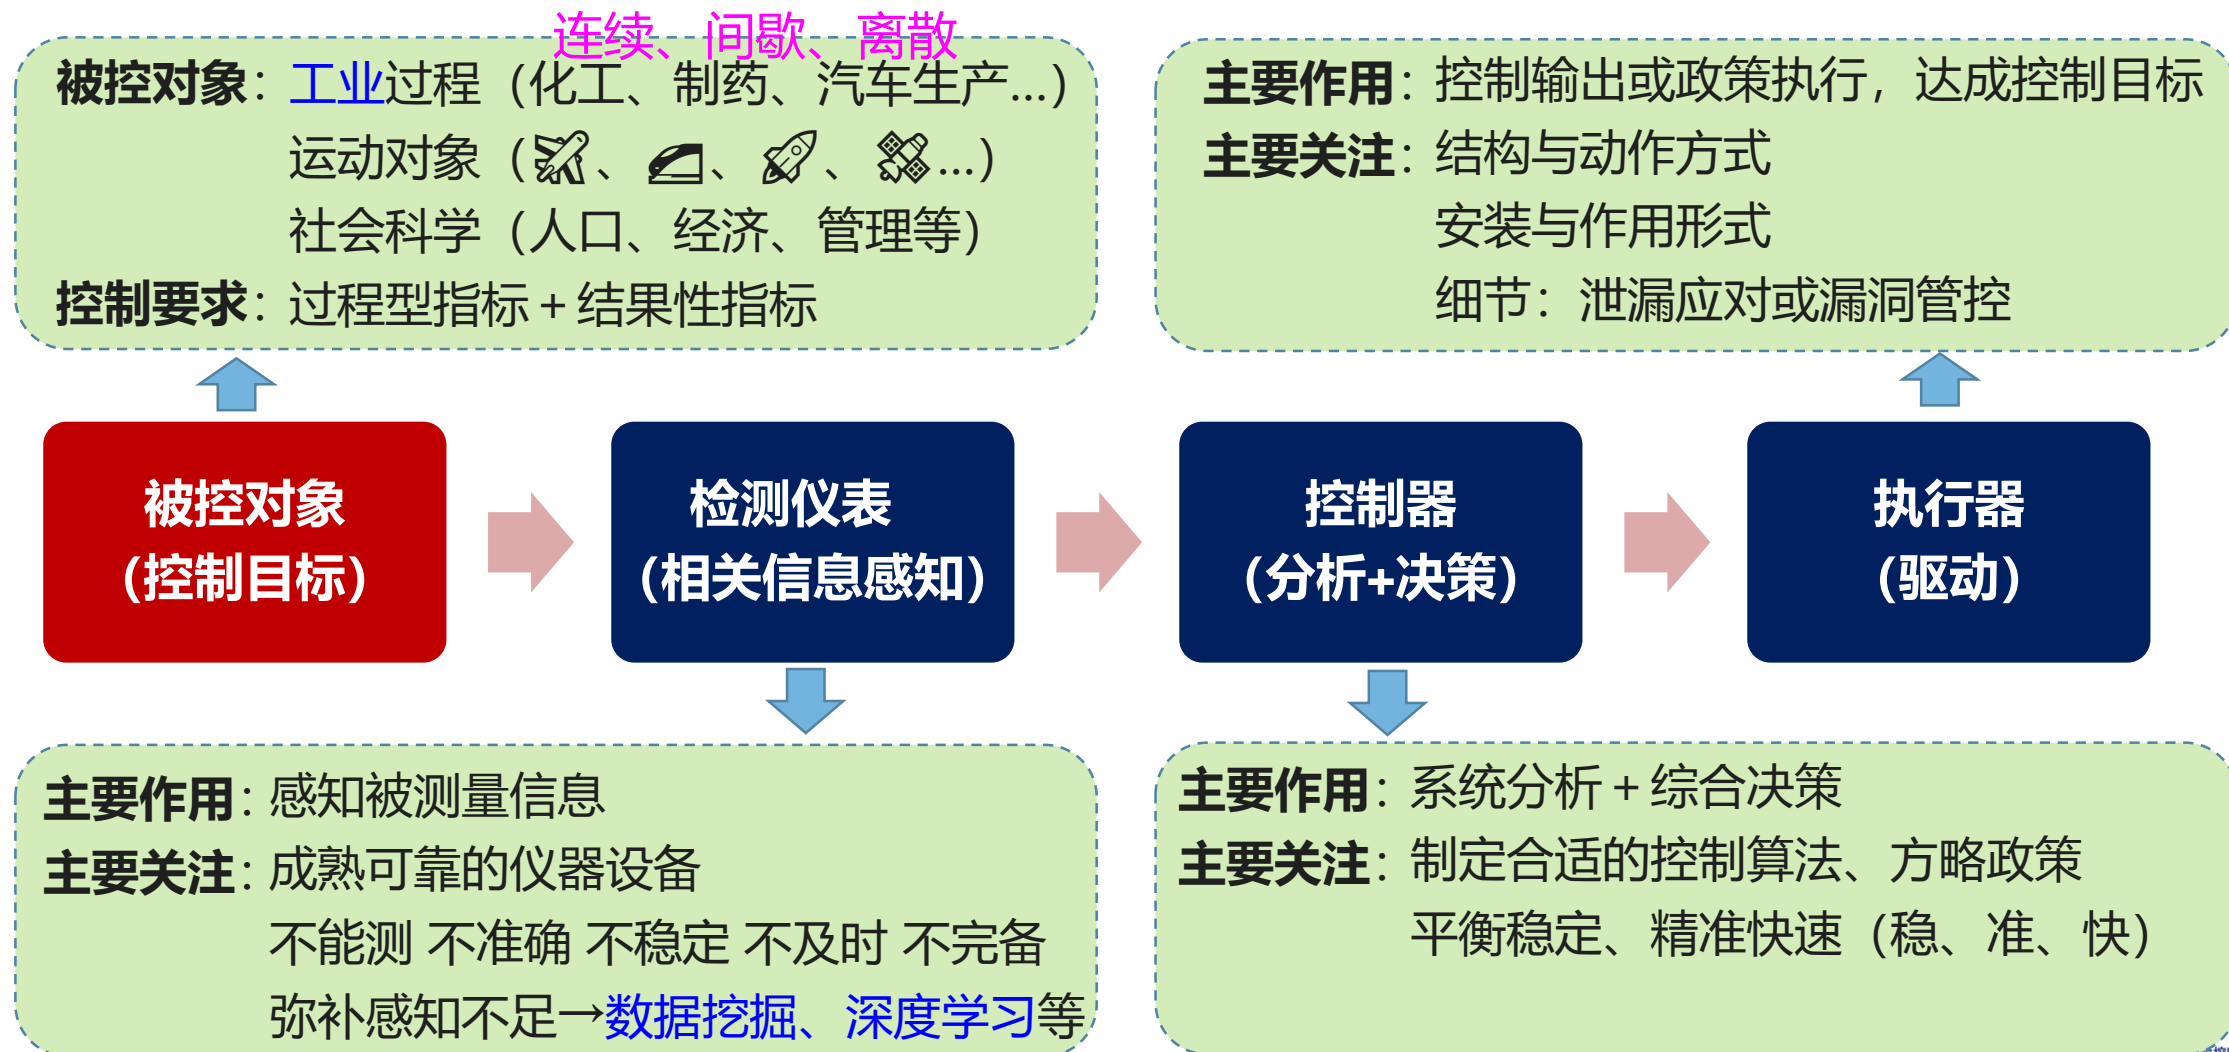 连续、间歇、离散
被控对象：工业过程（化工、制药、汽车生产...）
运动对象（、、、...）
社会科学（人口、经济、管理等）
控制要求：过程型指标 + 结果性指标
主要作用：控制输出或政策执行，达成控制目标
主要关注：结构与动作方式
安装与作用形式
细节：泄漏应对或漏洞管控
被控对象
（控制目标）
检测仪表
（相关信息感知）
控制器
（分析+决策）
执行器
（驱动）
主要作用：感知被测量信息
主要关注：成熟可靠的仪器设备
不能测 不准确 不稳定 不及时 不完备
弥补感知不足→数据挖掘、深度学习等
主要作用：系统分析 + 综合决策
主要关注：制定合适的控制算法、方略政策
平衡稳定、精准快速（稳、准、快）